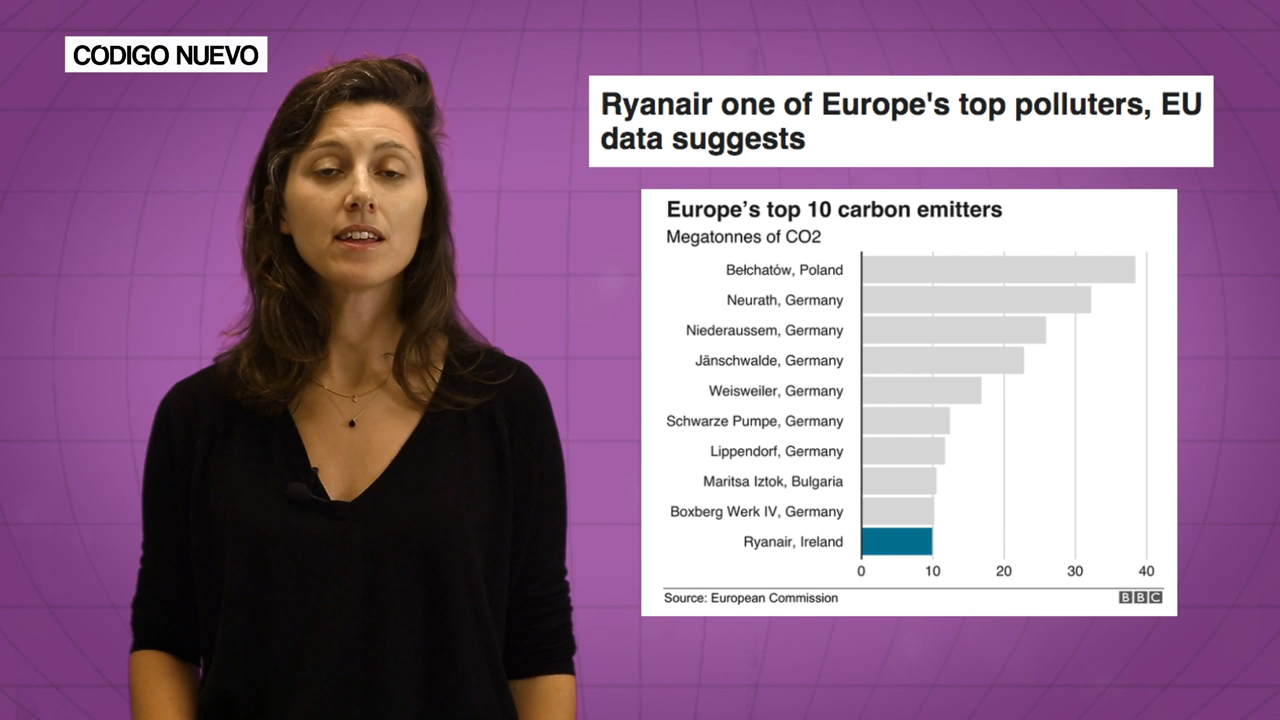 CÓDIGO NUEVO
Ryanair one of Europe's top polluters, EU
data suggests
Europe’s top 10 carbon emitters
Megatonnes of CO2
Bełchatów, Poland
Neurath, Germany
Niederaussem, Germany
Jänschwalde, Germany
Weisweiler, Germany
Schwarze Pumpe, Germany
Lippendorf, Germany
Maritsa Iztok, Bulgaria
Boxberg Werk IV, Germany
Ryanair, Ireland
0 10 20 30 40
Source: European Commission
BBC